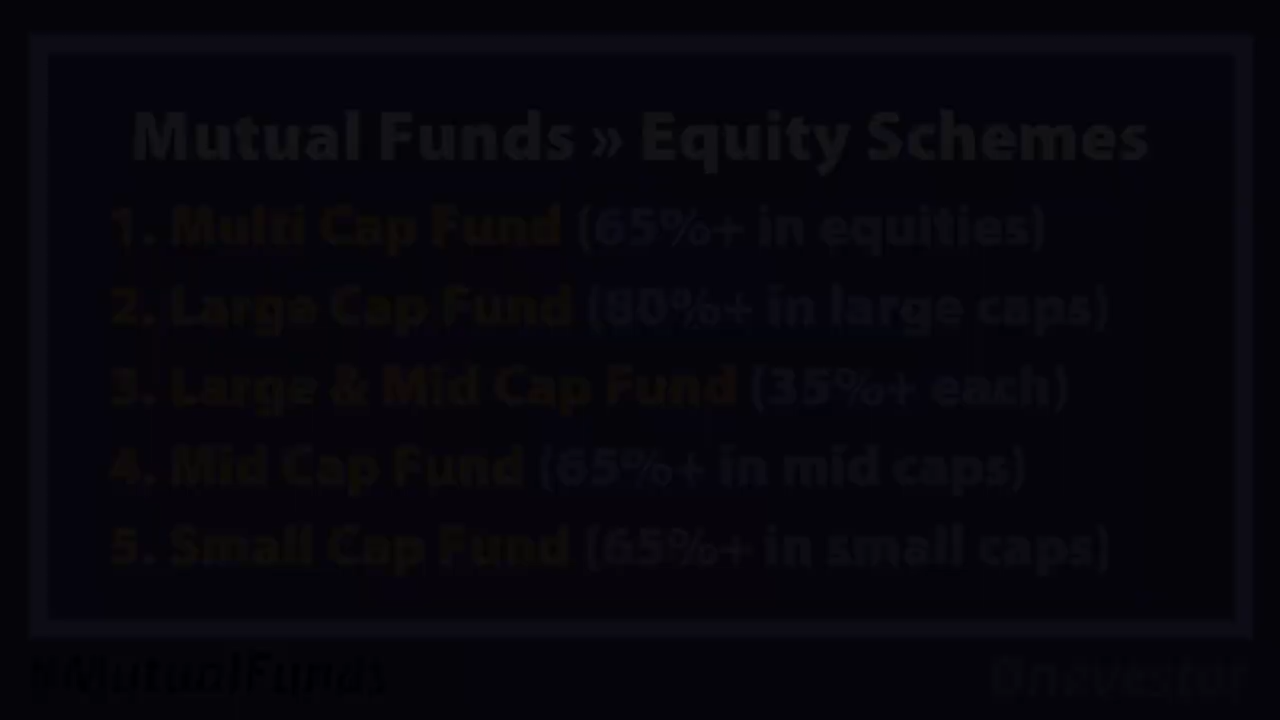 Mutual Funds » Equity Schemes
1. Multi Cap Fund (65%+ in equities)
2. Large Cap Fund (80%+ in large caps)
3. Large & Mid Cap Fund (35%+ each)
4. Mid Cap Fund (65%+ in mid caps)
5. Small Cap Fund (65%+ in small caps)
#MutualFunds